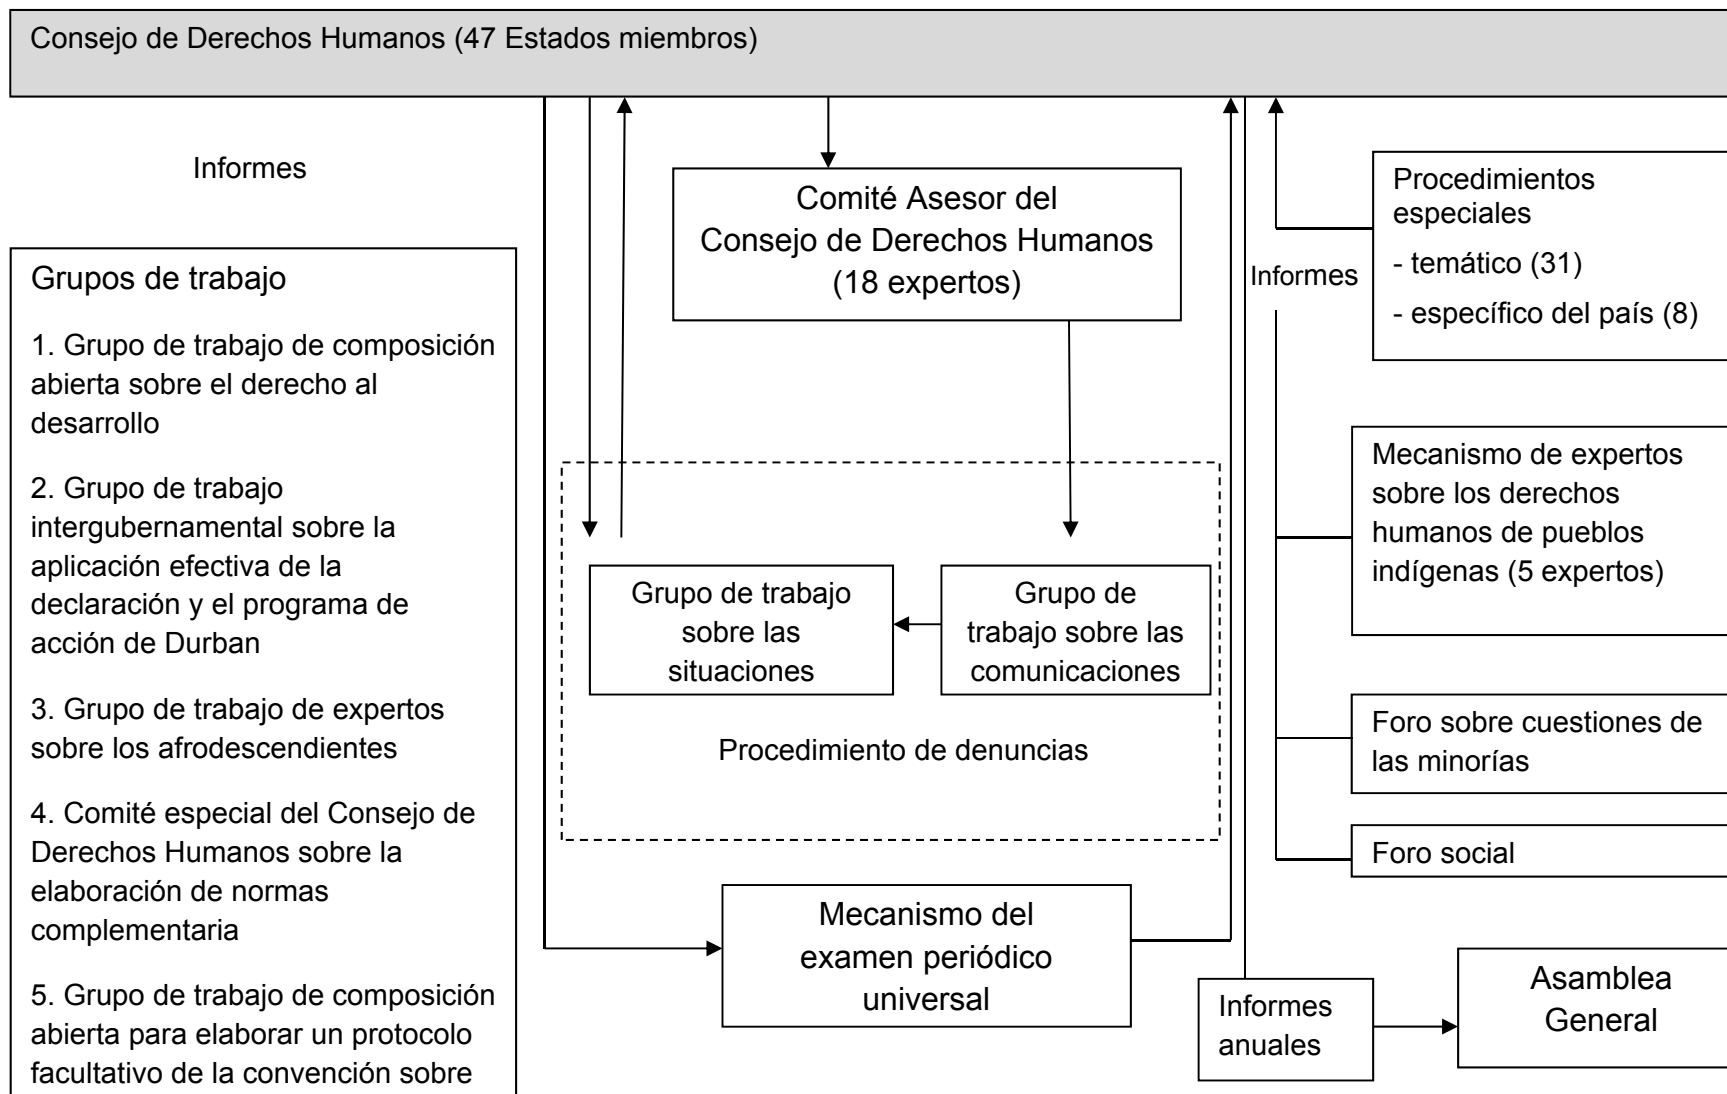 Consejo de Derechos Humanos (47 Estados miembros)
Informes
Grupos de trabajo
1. Grupo de trabajo de composición
abierta sobre el derecho al
desarrollo
2. Grupo de trabajo
intergubernamental sobre la
aplicación efectiva de la
declaración y el programa de
acción de Durban
3. Grupo de trabajo de expertos
sobre los afrodescendientes
4. Comité especial del Consejo de
Derechos Humanos sobre la
elaboración de normas
complementaria
5. Grupo de trabajo de composición
abierta para elaborar un protocolo
facultativo de la convención sobre
Comité Asesor del
Consejo de Derechos Humanos
(18 expertos)
Grupo de trabajo
sobre las
situaciones
Grupo de
trabajo sobre las
comunicaciones
Procedimiento de denuncias
Mecanismo del
examen periódico
universal
Informes
Procedimientos
especiales
- temático (31)
- específico del país (8)
Mecanismo de expertos
sobre los derechos
humanos de pueblos
indígenas (5 expertos)
Foro sobre cuestiones de
las minorías
Foro social
Informes
anuales
Asamblea
General